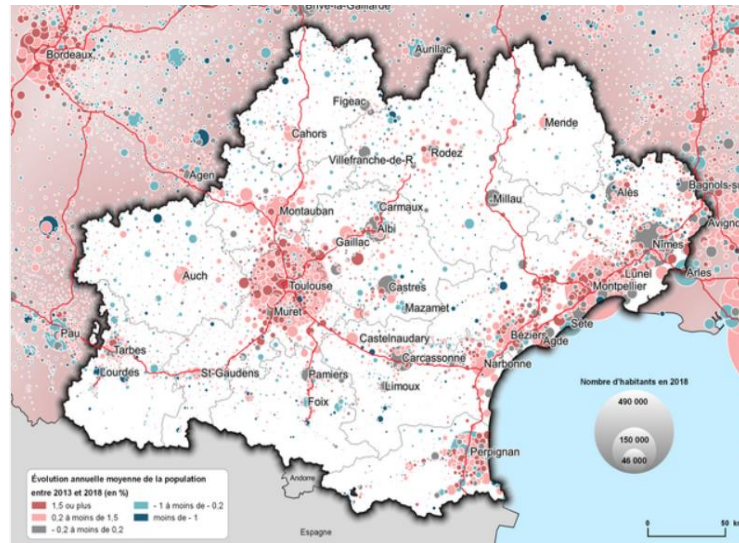 Brive-la-Gaillarde
Bordeaux
Aurillac
Figeac
Mende
Cahors
Villefranche-de-R.
Rodez
Agen
Bagnols-su
Alès
Millau
Carmaux
Montauban
Albi
Avigno
Gaillac
Nîmes
Auch
Lunel
Arles
Toulouse
Castres
Montpellier
Mazamet
Muret
Sète
Pau
Béziers
Agde
Tarbes
Castelnaudary
Carcassonne
Narbonne
Lourdes
St-Gaudens
Pamiers
Limoux
Foix
Nombre d'habitants en 2018
490 000
150 000
46 000
Perpignan
Évolution annuelle moyenne de la population
entre 2013 et 2018 (en %)
1,5 ou plus
- 1 à moins de - 0,2
0,2 à moins de 1,5
moins de - 1
- 0,2 à moins de 0,2
Andorre
Espagne
0 50 k